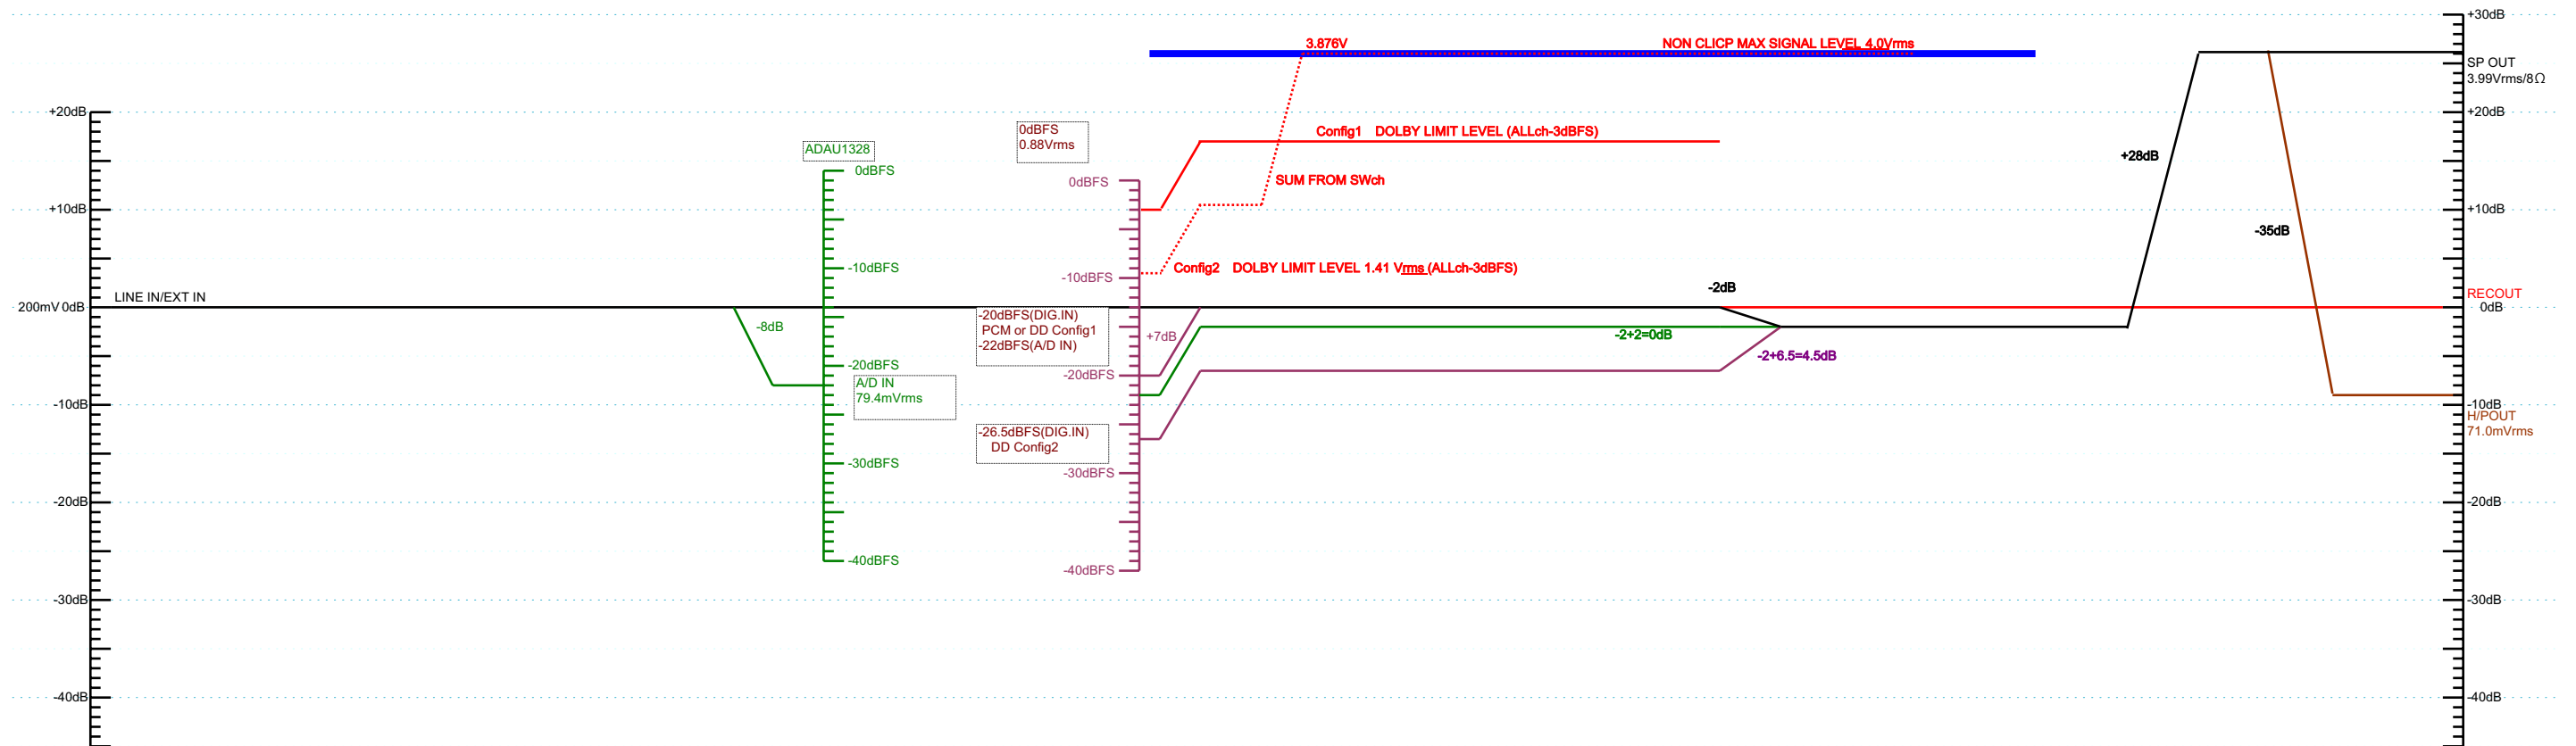 +30dB
3.876V
NON CLICP MAX SIGNAL LEVEL 4.0Vrms
SP OUT
3.99Vrms/8Ω
+20dB
+20dB
0dBFS
0.88Vrms
Config1 DOLBY LIMIT LEVEL (ALLch-3dBFS)
ADAU1328
+28dB
0dBFS
0dBFS
SUM FROM SWch
+10dB
+10dB
-35dB
-10dBFS
-10dBFS
Config2 DOLBY LIMIT LEVEL 1.41 Vrms (ALLch-3dBFS)
LINE IN/EXT IN
-2dB
RECOUT
200mV 0dB
0dB
-8dB
-20dBFS(DIG.IN)
PCM or DD Config1
-22dBFS(A/D IN)
+7dB
-2+2=0dB
-2+6.5=4.5dB
-20dBFS
-20dBFS
A/D IN
79.4mVrms
-10dB
-10dB
H/POUT
71.0mVrms
-26.5dBFS(DIG.IN)
DD Config2
-30dBFS
-30dBFS
-20dB
-20dB
-40dBFS
-40dBFS
-30dB
-30dB
-40dB
-40dB